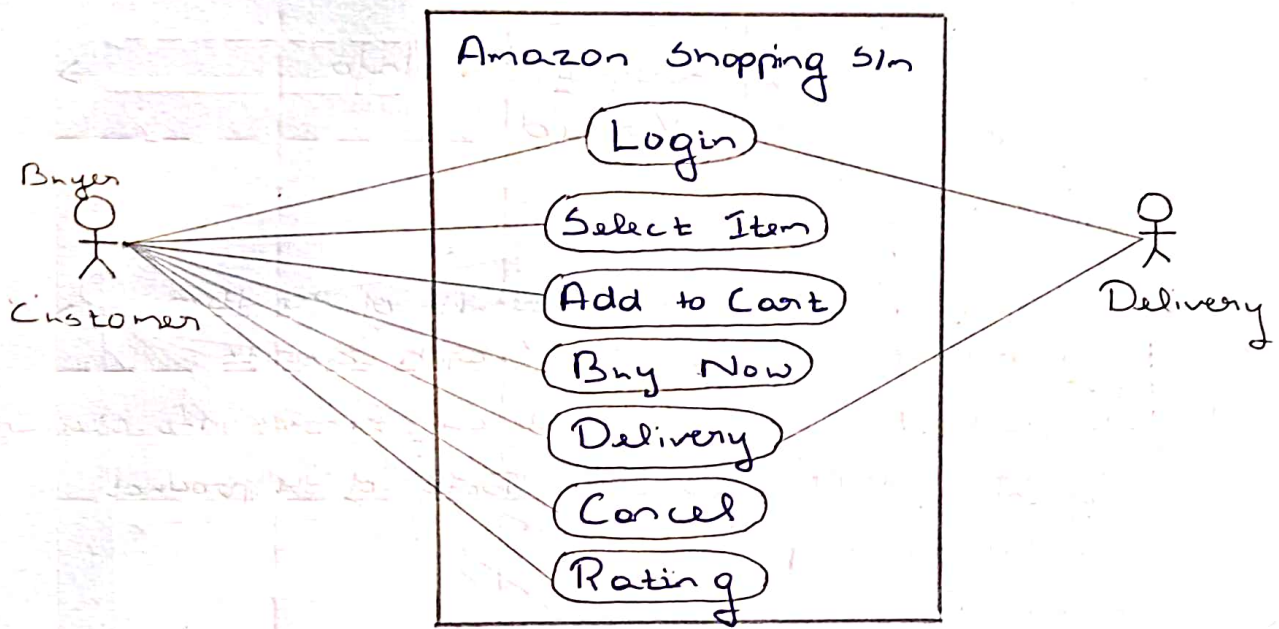 Amazon Shopping S/n
Login
Buyer
Select Item
Customer
Add to Cart
Delivery
Buy Now
Delivery
Cancel
Rating